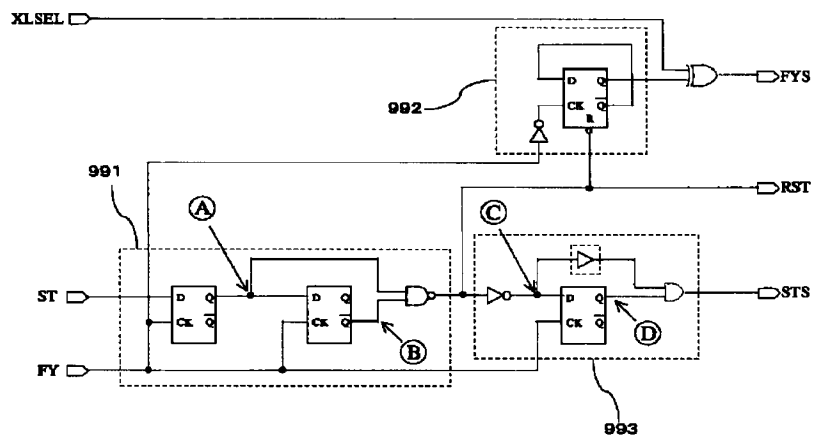 XLSEL
D Q
CK Q
R
FYS
992
991
RST
A
C
ST
D Q
CK Q
D Q
CK Q
B
D Q
CK Q
D
STS
FY
993